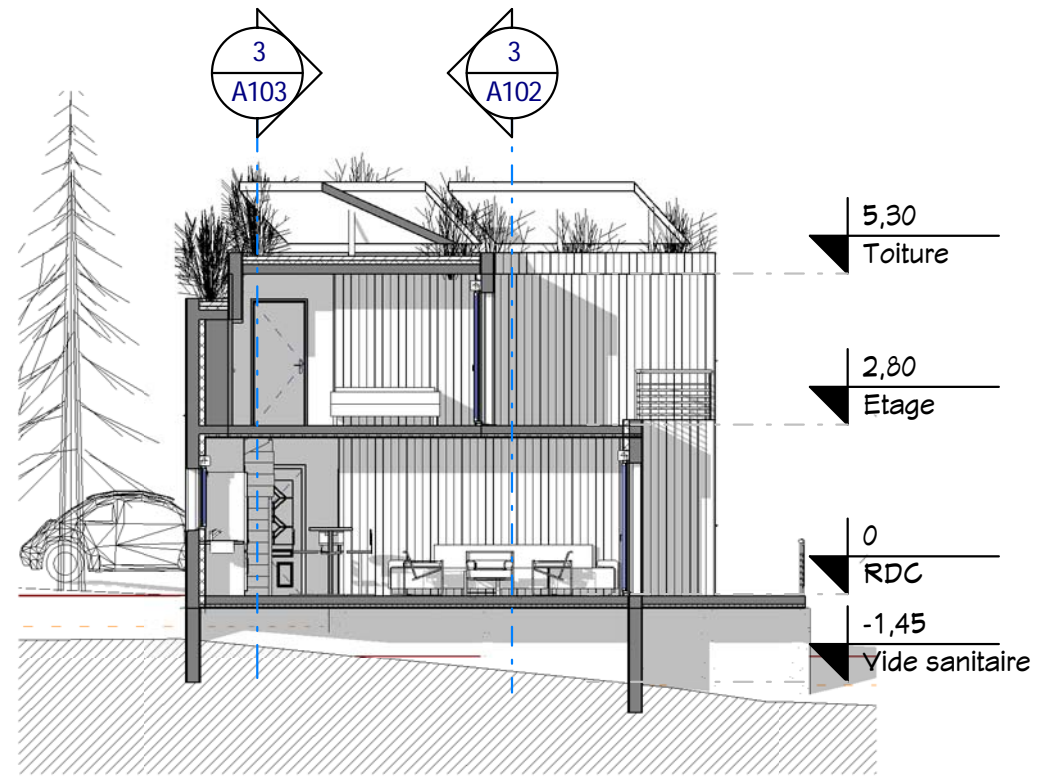 3
A103
3
A102
5,30
Toiture
2,80
Etage
0
RDC
-1,45
Vide sanitaire